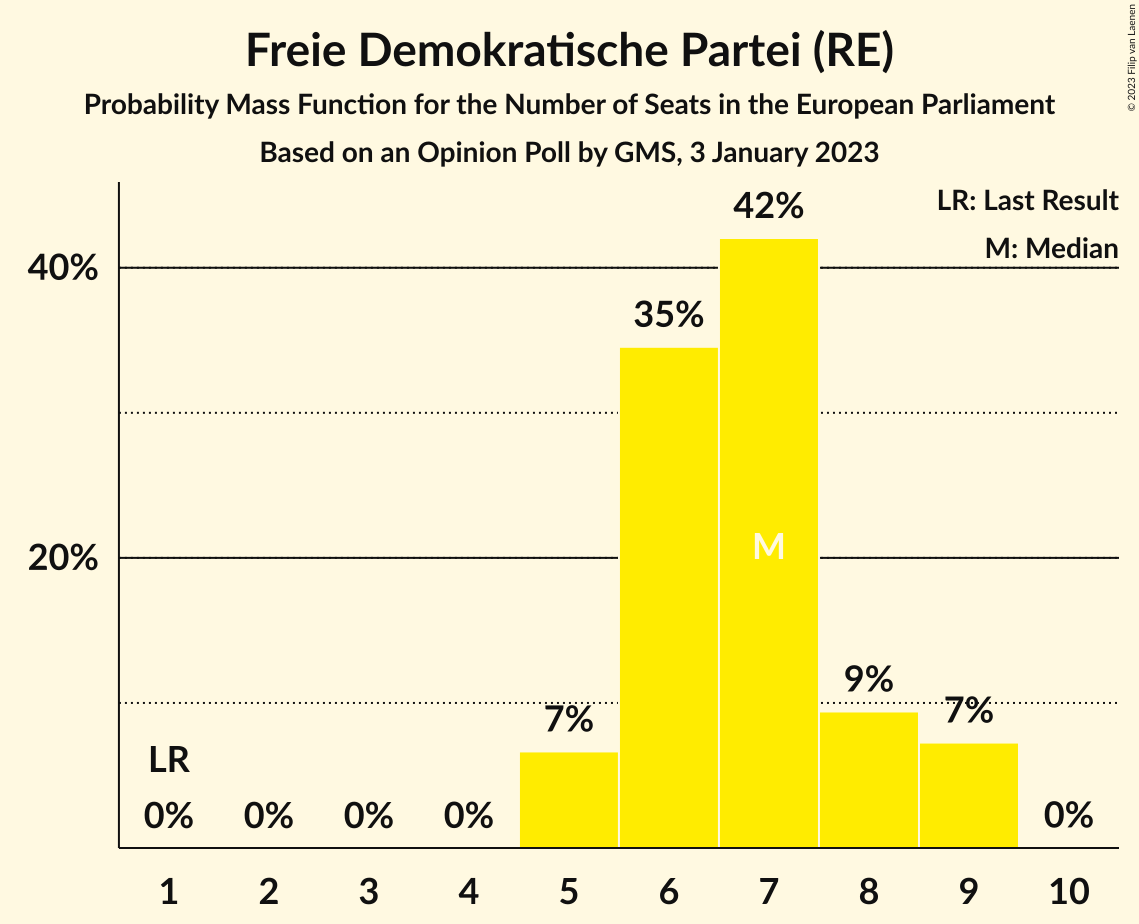 Freie Demokratische Partei (RE)
Probability Mass Function for the Number of Seats in the European Parliament
Based on an Opinion Poll by GMS, 3 January 2023
© 2023 Filip van Laenen
LR: Last Result
M: Median
42%
40%
35%
20%
M
9%
7%
7%
LR
0%
0%
0%
0%
0%
1 2 3 4 5 6 7 8 9 10